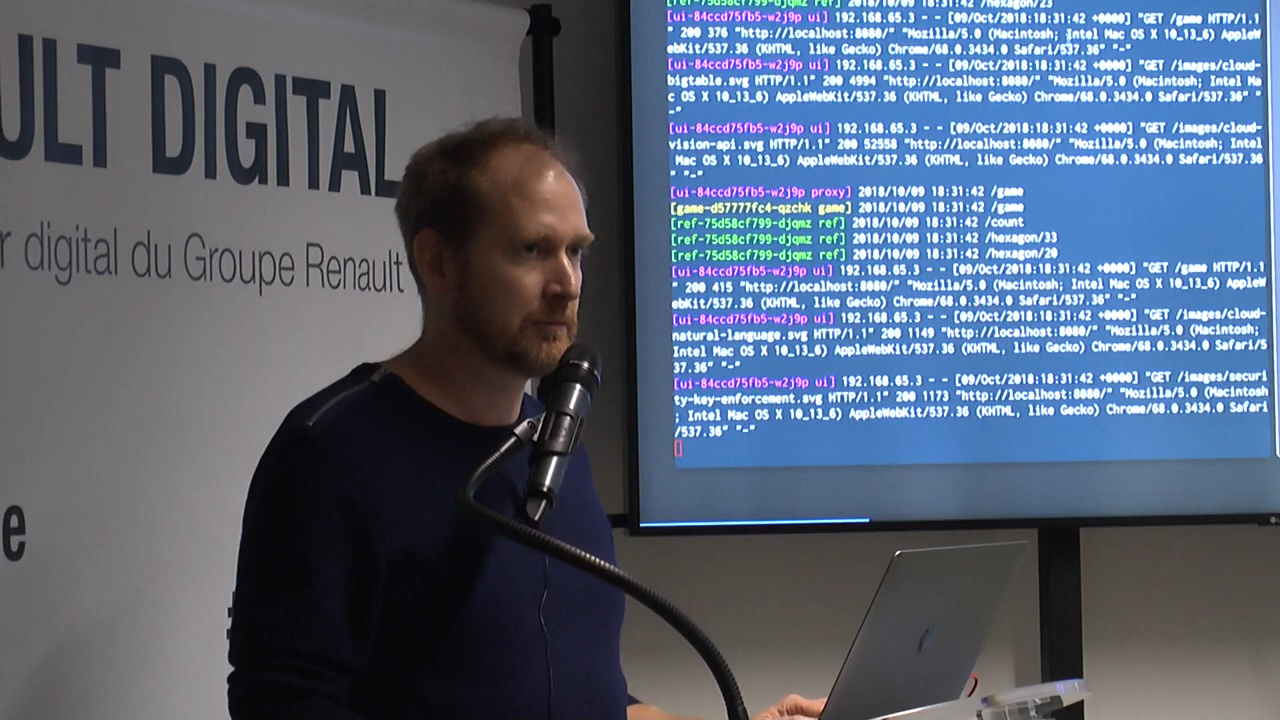 ULT DIGITAL
r digital du Groupe Renault
e
[ref-75d58cf799-djqmz ref] 2018/10/09 18:31:42 /hexagon/23
[ui-84ccd75fb5-w2j9p ui] 192.168.65.3 - - [09/Oct/2018:18:31:42 +0000] "GET /game HTTP/1.1
" 200 376 "http://localhost:8080/" "Mozilla/5.0 (Macintosh; Intel Mac OS X 10_13_6) AppleW
ebKit/537.36 (KHTML, like Gecko) Chrome/68.0.3434.0 Safari/537.36" "-"
[ui-84ccd75fb5-w2j9p ui] 192.168.65.3 - - [09/Oct/2018:18:31:42 +0000] "GET /images/cloud-
bigtable.svg HTTP/1.1" 200 4994 "http://localhost:8080/" "Mozilla/5.0 (Macintosh; Intel Ma
c OS X 10_13_6) AppleWebKit/537.36 (KHTML, like Gecko) Chrome/68.0.3434.0 Safari/537.36" "
-"
[ui-84ccd75fb5-w2j9p ui] 192.168.65.3 - - [09/Oct/2018:18:31:42 +0000] "GET /images/cloud-
vision-api.svg HTTP/1.1" 200 52558 "http://localhost:8080/" "Mozilla/5.0 (Macintosh; Intel
Mac OS X 10_13_6) AppleWebKit/537.36 (KHTML, like Gecko) Chrome/68.0.3434.0 Safari/537.36
" "-"
[ui-84ccd75fb5-w2j9p proxy] 2018/10/09 18:31:42 /game
[game-d57777fc4-qzchk game] 2018/10/09 18:31:42 /game
[ref-75d58cf799-djqmz ref] 2018/10/09 18:31:42 /count
[ref-75d58cf799-djqmz ref] 2018/10/09 18:31:42 /hexagon/33
[ref-75d58cf799-djqmz ref] 2018/10/09 18:31:42 /hexagon/20
[ui-84ccd75fb5-w2j9p ui] 192.168.65.3 - - [09/Oct/2018:18:31:42 +0000] "GET /game HTTP/1.1
" 200 415 "http://localhost:8080/" "Mozilla/5.0 (Macintosh; Intel Mac OS X 10_13_6) AppleW
ebKit/537.36 (KHTML, like Gecko) Chrome/68.0.3434.0 Safari/537.36" "-"
[ui-84ccd75fb5-w2j9p ui] 192.168.65.3 - - [09/Oct/2018:18:31:42 +0000] "GET /images/cloud-
natural-language.svg HTTP/1.1" 200 1149 "http://localhost:8080/" "Mozilla/5.0 (Macintosh;
Intel Mac OS X 10_13_6) AppleWebKit/537.36 (KHTML, like Gecko) Chrome/68.0.3434.0 Safari/5
37.36" "-"
[ui-84ccd75fb5-w2j9p ui] 192.168.65.3 - - [09/Oct/2018:18:31:42 +0000] "GET /images/securi
ty-key-enforcement.svg HTTP/1.1" 200 1173 "http://localhost:8080/" "Mozilla/5.0 (Macintosh
; Intel Mac OS X 10_13_6) AppleWebKit/537.36 (KHTML, like Gecko) Chrome/68.0.3434.0 Safari
/537.36" "-"